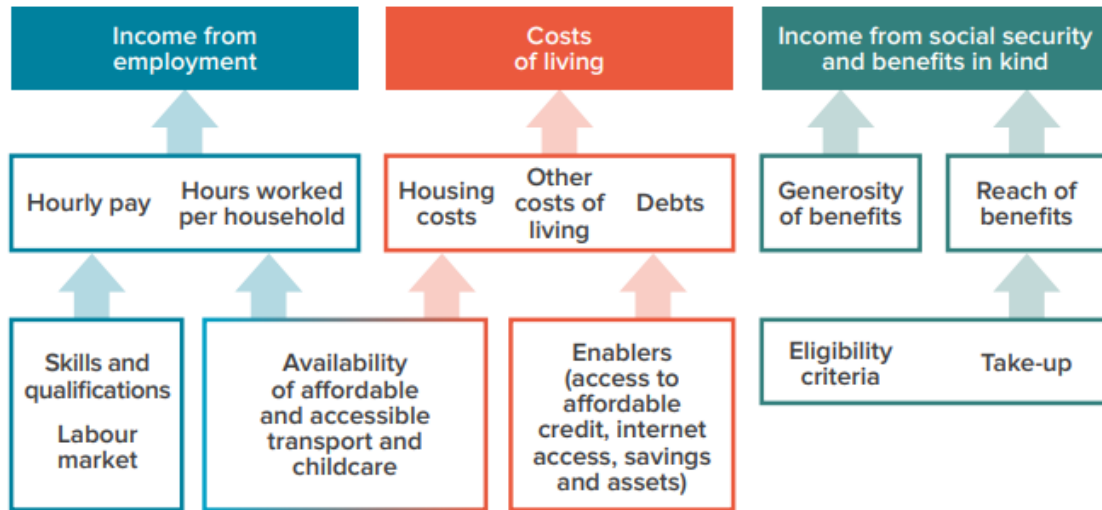 Income from
employment
Costs
of living
Income from social security
and benefits in kind
Hourly pay
Hours worked
per household
Housing
costs
Other
costs of
living
Debts
Generosity
of benefits
Reach of
benefits
Skills and
qualifications
Labour
market
Availability
of affordable
and accessible
transport and
childcare
Enablers
(access to
affordable
credit, internet
access, savings
and assets)
Eligibility
criteria
Take-up